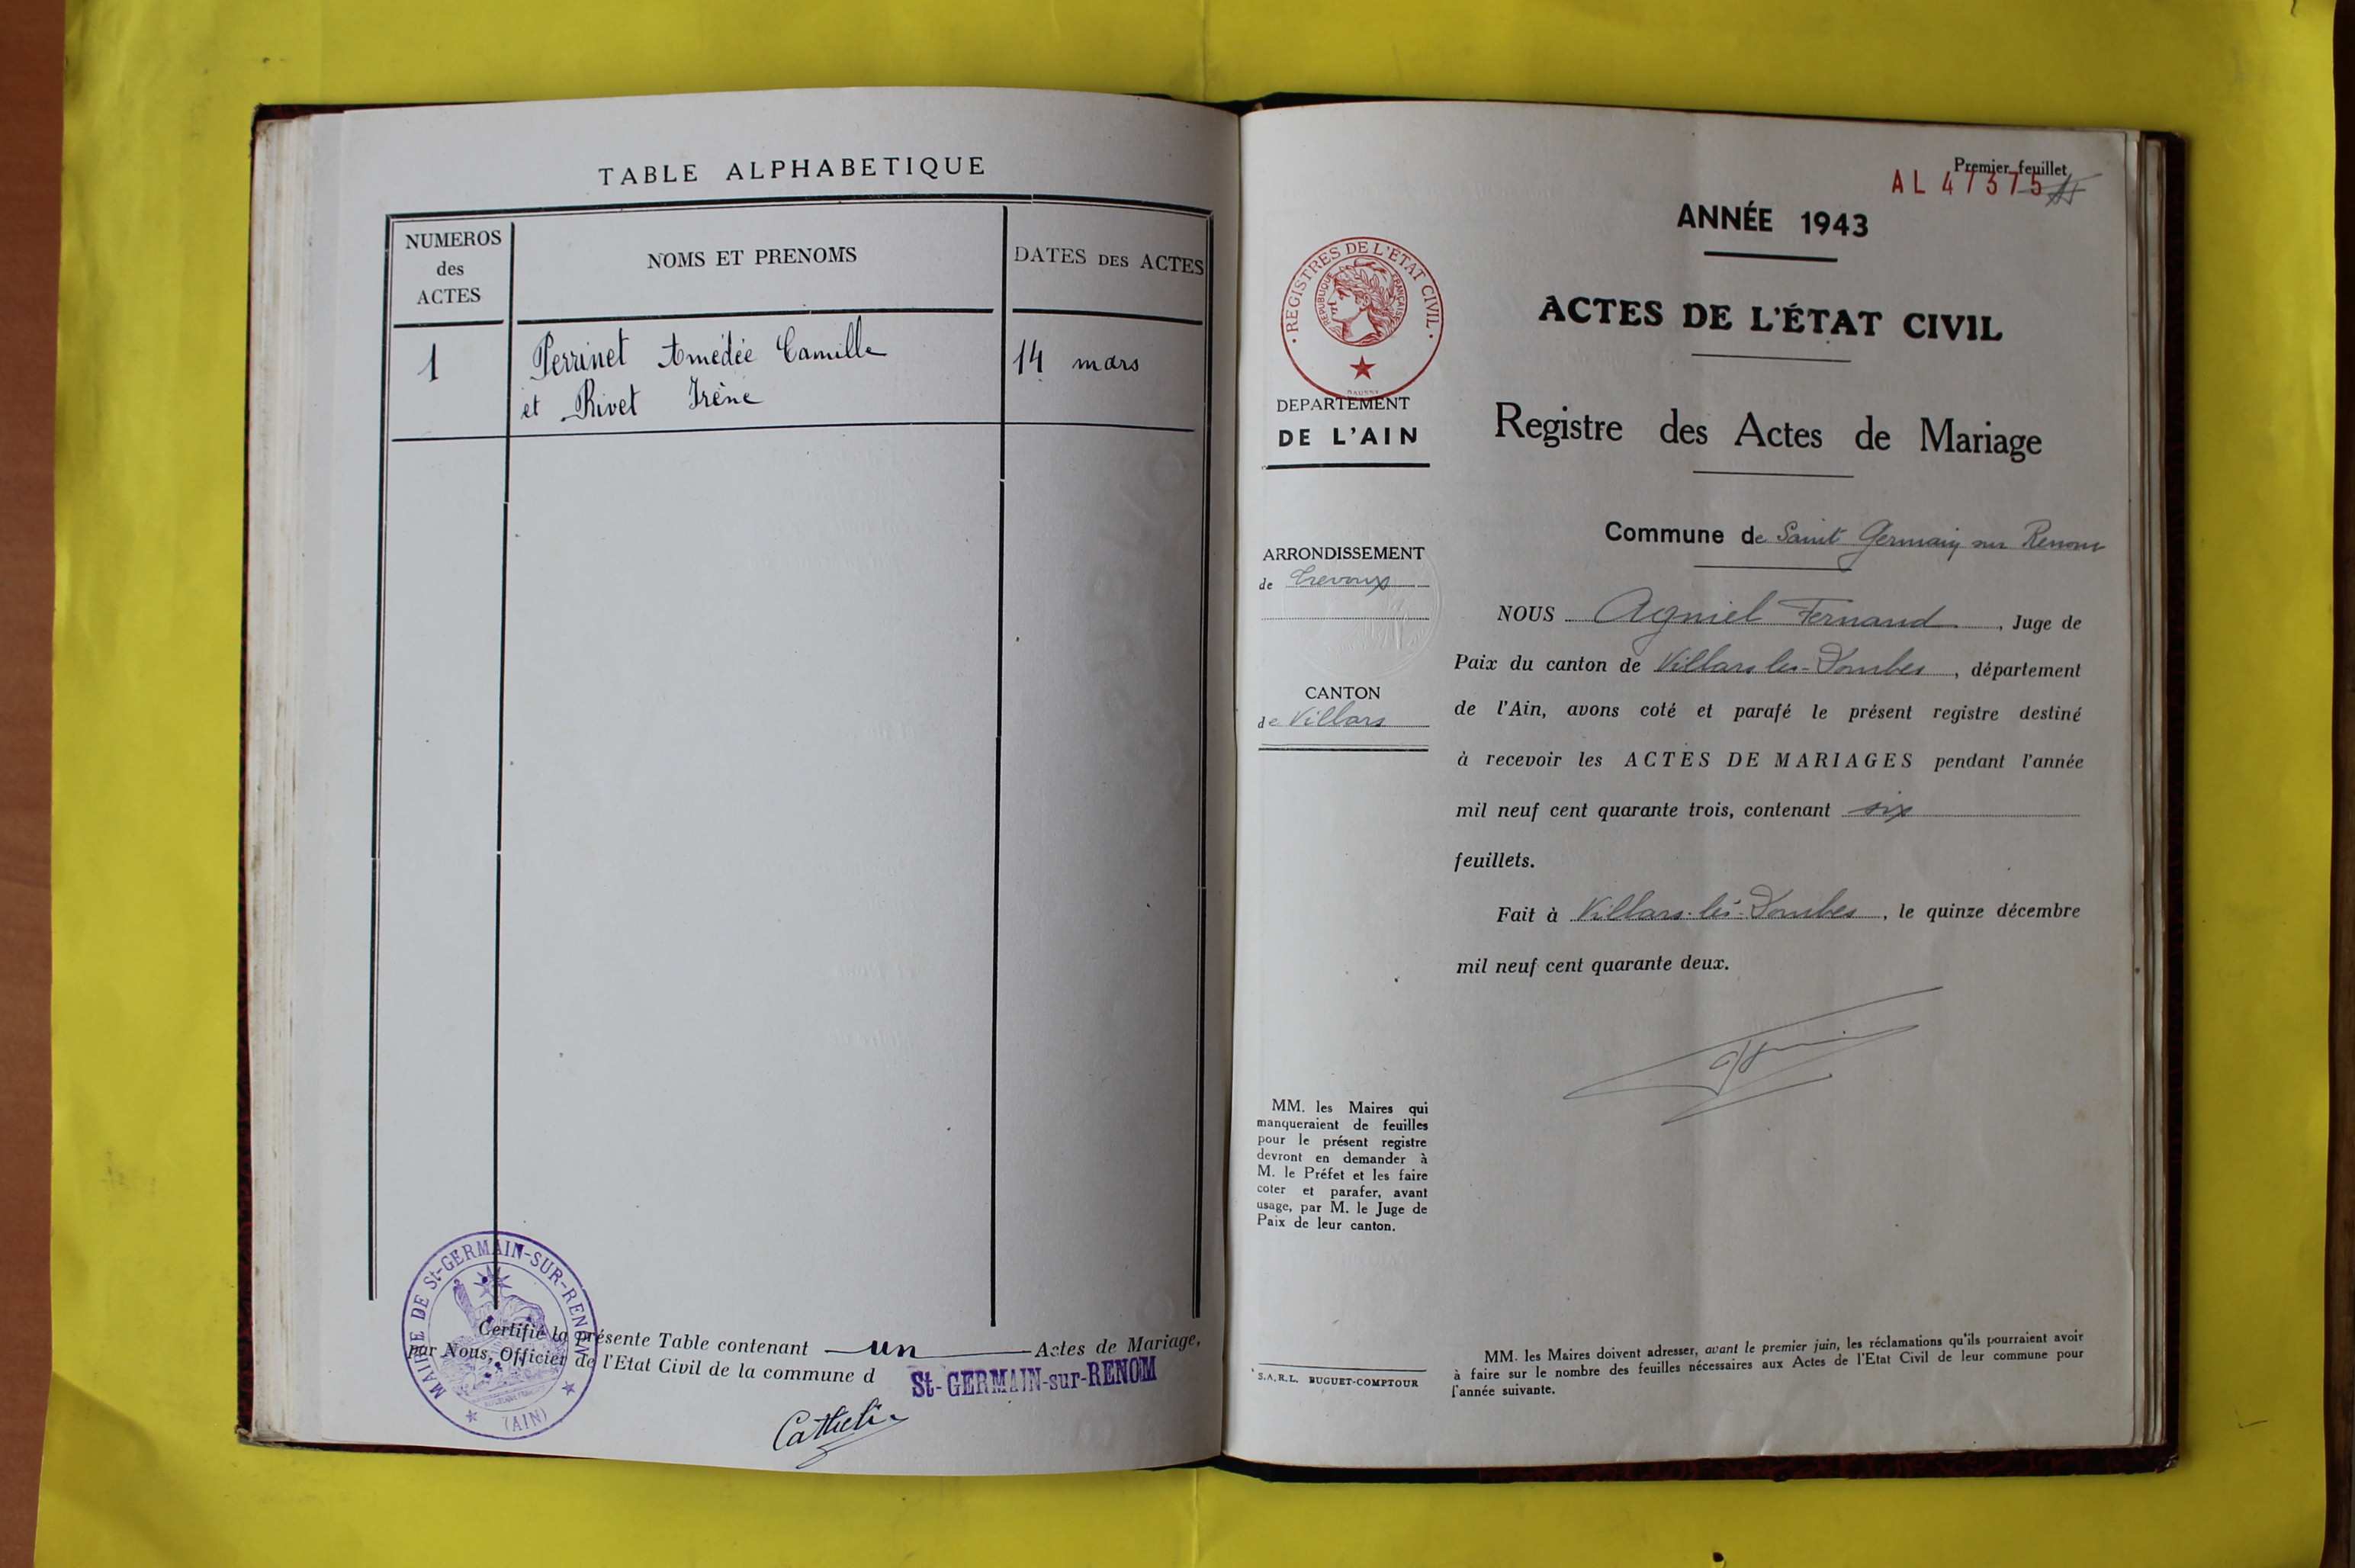 TABLE ALPHABETIQUE
NUMEROS
des
ACTES
NOMS ET PRENOMS
DATES DES ACTES
1
Perrinet Amédée Camille
et Rivet Irène
14 mars
Certifié la présente Table contenant un Actes de Mariage,
par Nous, Officier de l'Etat Civil de la commune d
St-GERMAIN-sur-RENOM
MAIRIE DE St-GERMAIN-SUR-RENOM
(AIN)
Premier feuillet
AL 47375
ANNÉE 1943
REGISTRES DE L'ETAT CIVIL
REPUBLIQUE FRANÇAISE
ACTES DE L'ÉTAT CIVIL
DEPARTEMENT
DE L'AIN
Registre des Actes de Mariage
Commune de Saint Germain sur Renom
ARRONDISSEMENT
de Trevoux
NOUS Agniel Fernand, Juge de
Paix du canton de Villars les-Dombes, département
de l'Ain, avons coté et parafé le présent registre destiné
CANTON
de Villars
à recevoir les ACTES DE MARIAGES pendant l'année
mil neuf cent quarante trois, contenant six
feuillets.
Fait à Villars-les-Dombes, le quinze décembre
mil neuf cent quarante deux.
MM. les Maires qui
manqueraient de feuilles
pour le présent registre
devront en demander à
M. le Préfet et les faire
coter et parafer, avant
usage, par M. le Juge de
Paix de leur canton.
S.A.R.L. BUGUET-COMPTOUR
MM. les Maires doivent adresser, avant le premier juin, les réclamations qu'ils pourraient avoir
à faire sur le nombre des feuilles nécessaires aux Actes de l'Etat Civil de leur commune pour
l'année suivante.